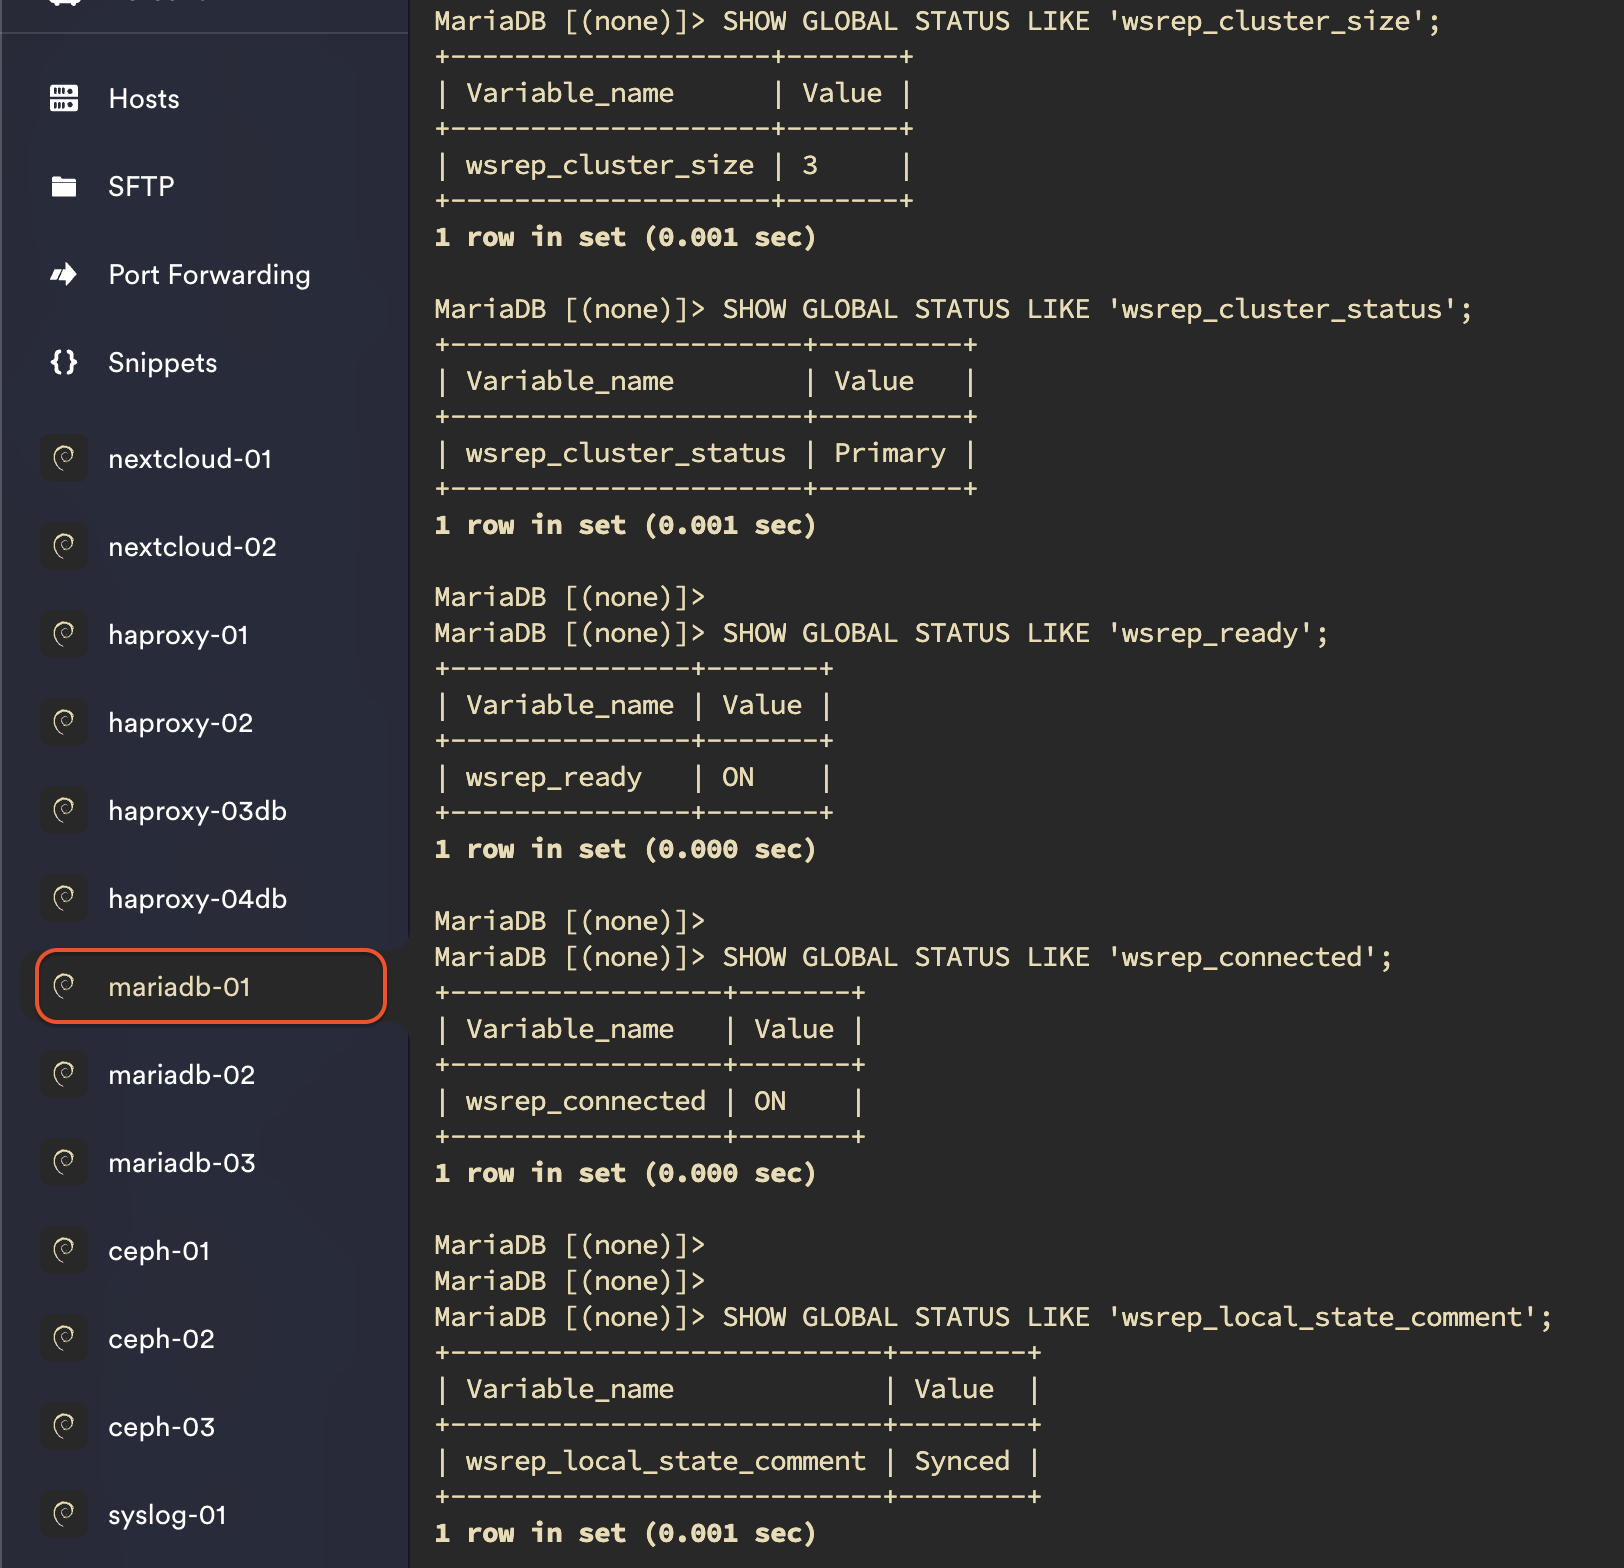 Hosts
SFTP
Port Forwarding
{} Snippets
nextcloud-01
nextcloud-02
haproxy-01
haproxy-02
haproxy-03db
haproxy-04db
mariadb-01
mariadb-02
mariadb-03
ceph-01
ceph-02
ceph-03
syslog-01
MariaDB [(none)]> SHOW GLOBAL STATUS LIKE 'wsrep_cluster_size';
+--------------------+-------+
| Variable_name      | Value |
+--------------------+-------+
| wsrep_cluster_size | 3     |
+--------------------+-------+
1 row in set (0.001 sec)
MariaDB [(none)]> SHOW GLOBAL STATUS LIKE 'wsrep_cluster_status';
+----------------------+---------+
| Variable_name        | Value   |
+----------------------+---------+
| wsrep_cluster_status | Primary |
+----------------------+---------+
1 row in set (0.001 sec)
MariaDB [(none)]>
MariaDB [(none)]> SHOW GLOBAL STATUS LIKE 'wsrep_ready';
+---------------+-------+
| Variable_name | Value |
+---------------+-------+
| wsrep_ready   | ON    |
+---------------+-------+
1 row in set (0.000 sec)
MariaDB [(none)]>
MariaDB [(none)]> SHOW GLOBAL STATUS LIKE 'wsrep_connected';
+-----------------+-------+
| Variable_name   | Value |
+-----------------+-------+
| wsrep_connected | ON    |
+-----------------+-------+
1 row in set (0.000 sec)
MariaDB [(none)]>
MariaDB [(none)]>
MariaDB [(none)]> SHOW GLOBAL STATUS LIKE 'wsrep_local_state_comment';
+---------------------------+--------+
| Variable_name             | Value  |
+---------------------------+--------+
| wsrep_local_state_comment | Synced |
+---------------------------+--------+
1 row in set (0.001 sec)